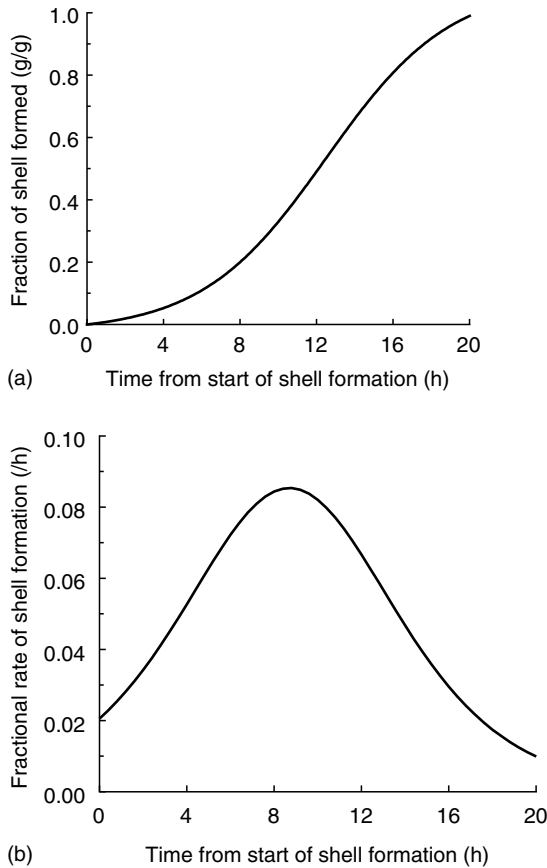 Fraction of shell formed (g/g)
1.0
0.8
0.6
0.4
0.2
0.0
0 4 8 12 16 20
(a) Time from start of shell formation (h)
Fractional rate of shell formation (/h)
0.10
0.08
0.06
0.04
0.02
0.00
0 4 8 12 16 20
(b) Time from start of shell formation (h)